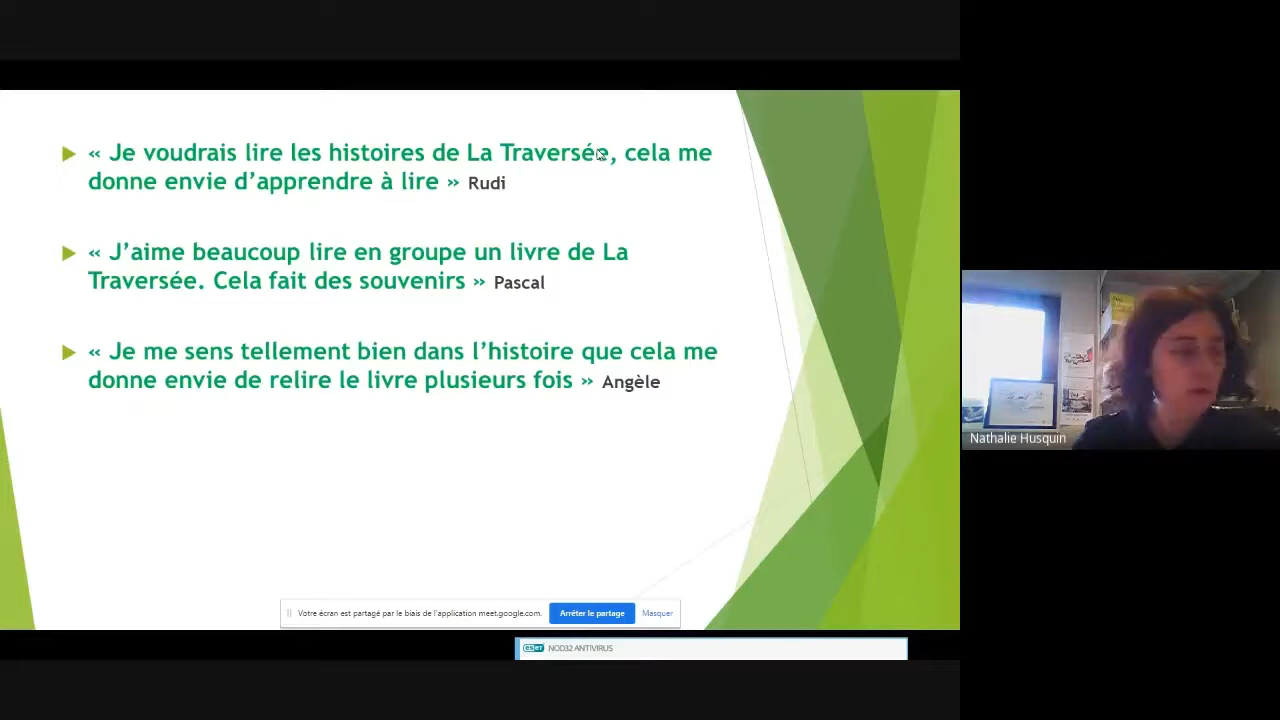 « Je voudrais lire les histoires de La Traversée, cela me
donne envie d’apprendre à lire » Rudi
« J’aime beaucoup lire en groupe un livre de La
Traversée. Cela fait des souvenirs » Pascal
« Je me sens tellement bien dans l’histoire que cela me
donne envie de relire le livre plusieurs fois » Angèle
Nathalie Husquin
Votre écran est partagé par le biais de l'application meet.google.com. Arrêter le partage Masquer
eset NOD32 ANTIVIRUS